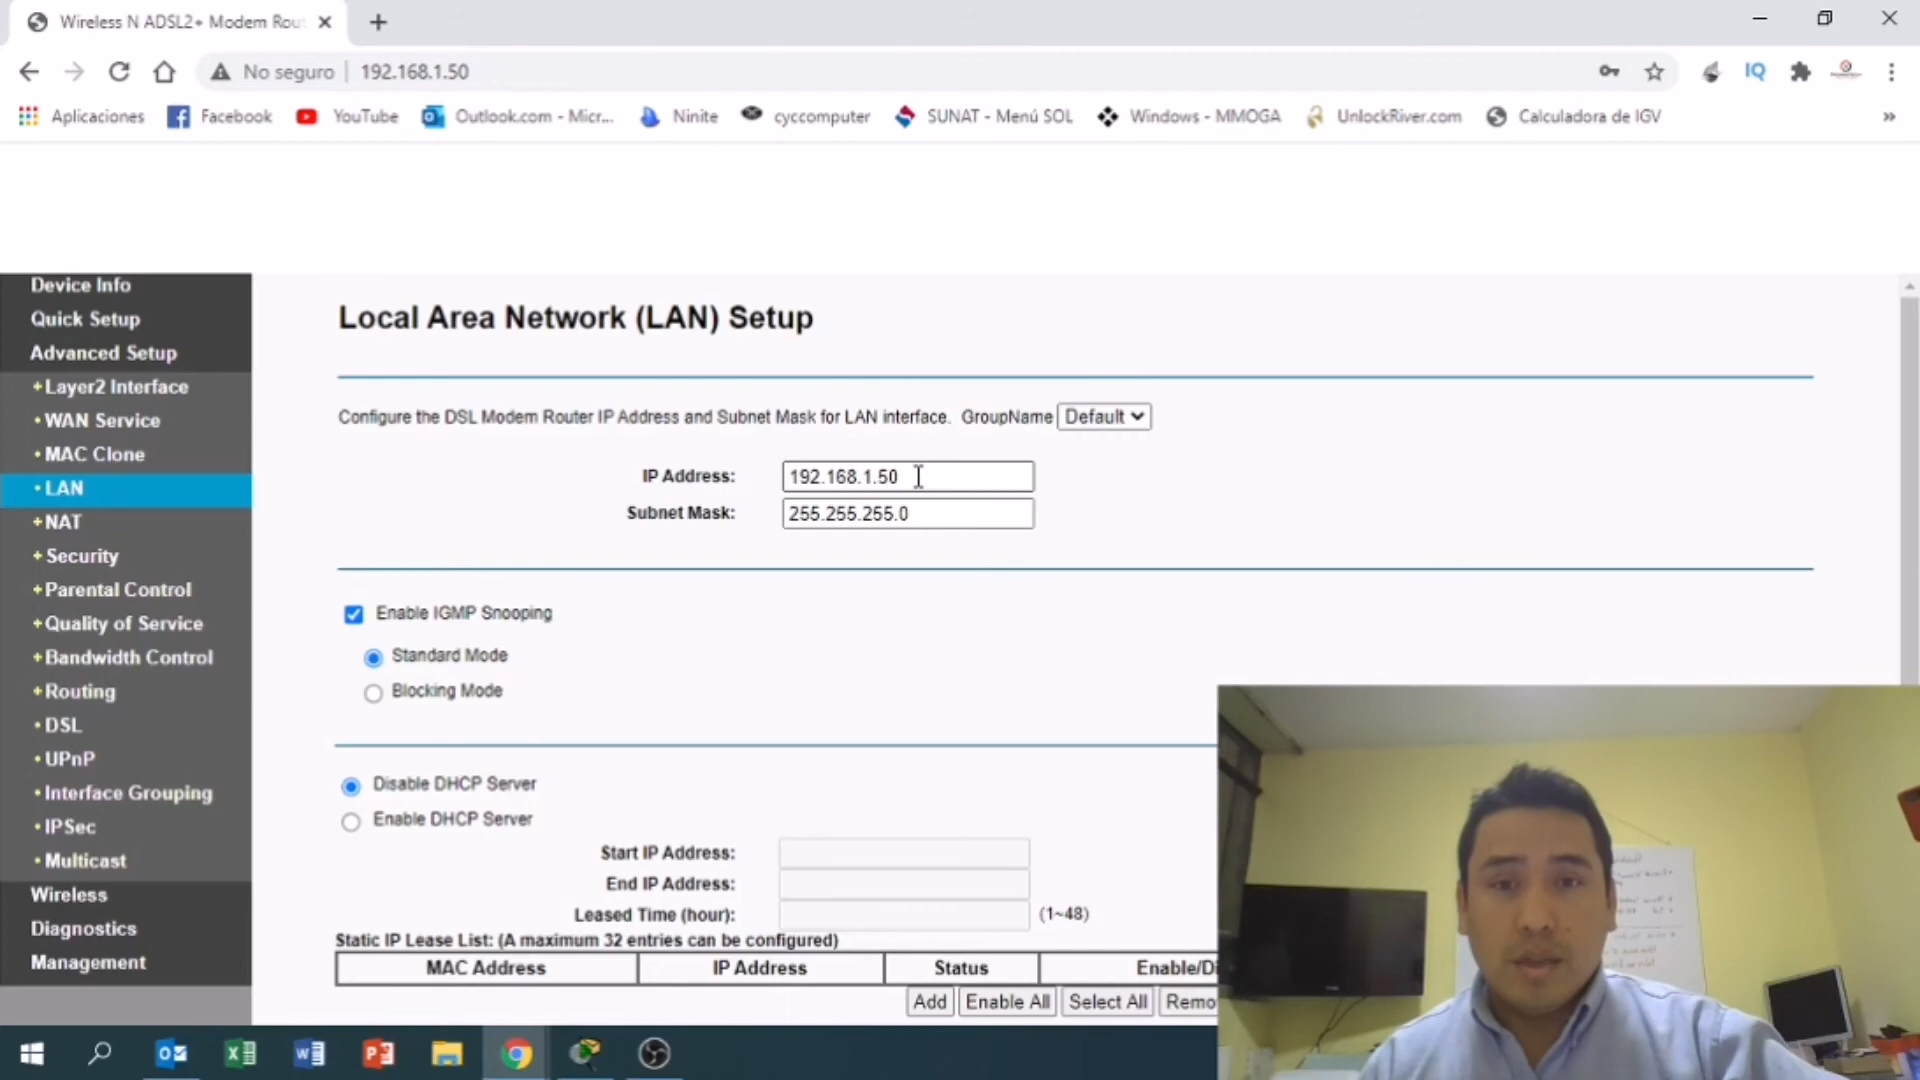 Wireless N ADSL2+ Modem Rou
No seguro | 192.168.1.50
IQ
Aplicaciones Facebook YouTube Outlook.com - Micr... Ninite cyccomputer SUNAT - Menú SOL Windows - MMOGA UnlockRiver.com Calculadora de IGV »
Device Info
Quick Setup
Advanced Setup
+Layer2 Interface
• WAN Service
• MAC Clone
• LAN
+NAT
+Security
+Parental Control
+Quality of Service
+Bandwidth Control
+Routing
• DSL
• UPnP
• Interface Grouping
• IPSec
• Multicast
Wireless
Diagnostics
Management
Local Area Network (LAN) Setup
Configure the DSL Modem Router IP Address and Subnet Mask for LAN interface. GroupName Default
IP Address: 192.168.1.50
Subnet Mask: 255.255.255.0
Enable IGMP Snooping
Standard Mode
Blocking Mode
Disable DHCP Server
Enable DHCP Server
Start IP Address:
End IP Address:
Leased Time (hour): (1~48)
Static IP Lease List: (A maximum 32 entries can be configured)
MAC Address IP Address Status Enable/Di
Add Enable All Select All Remo